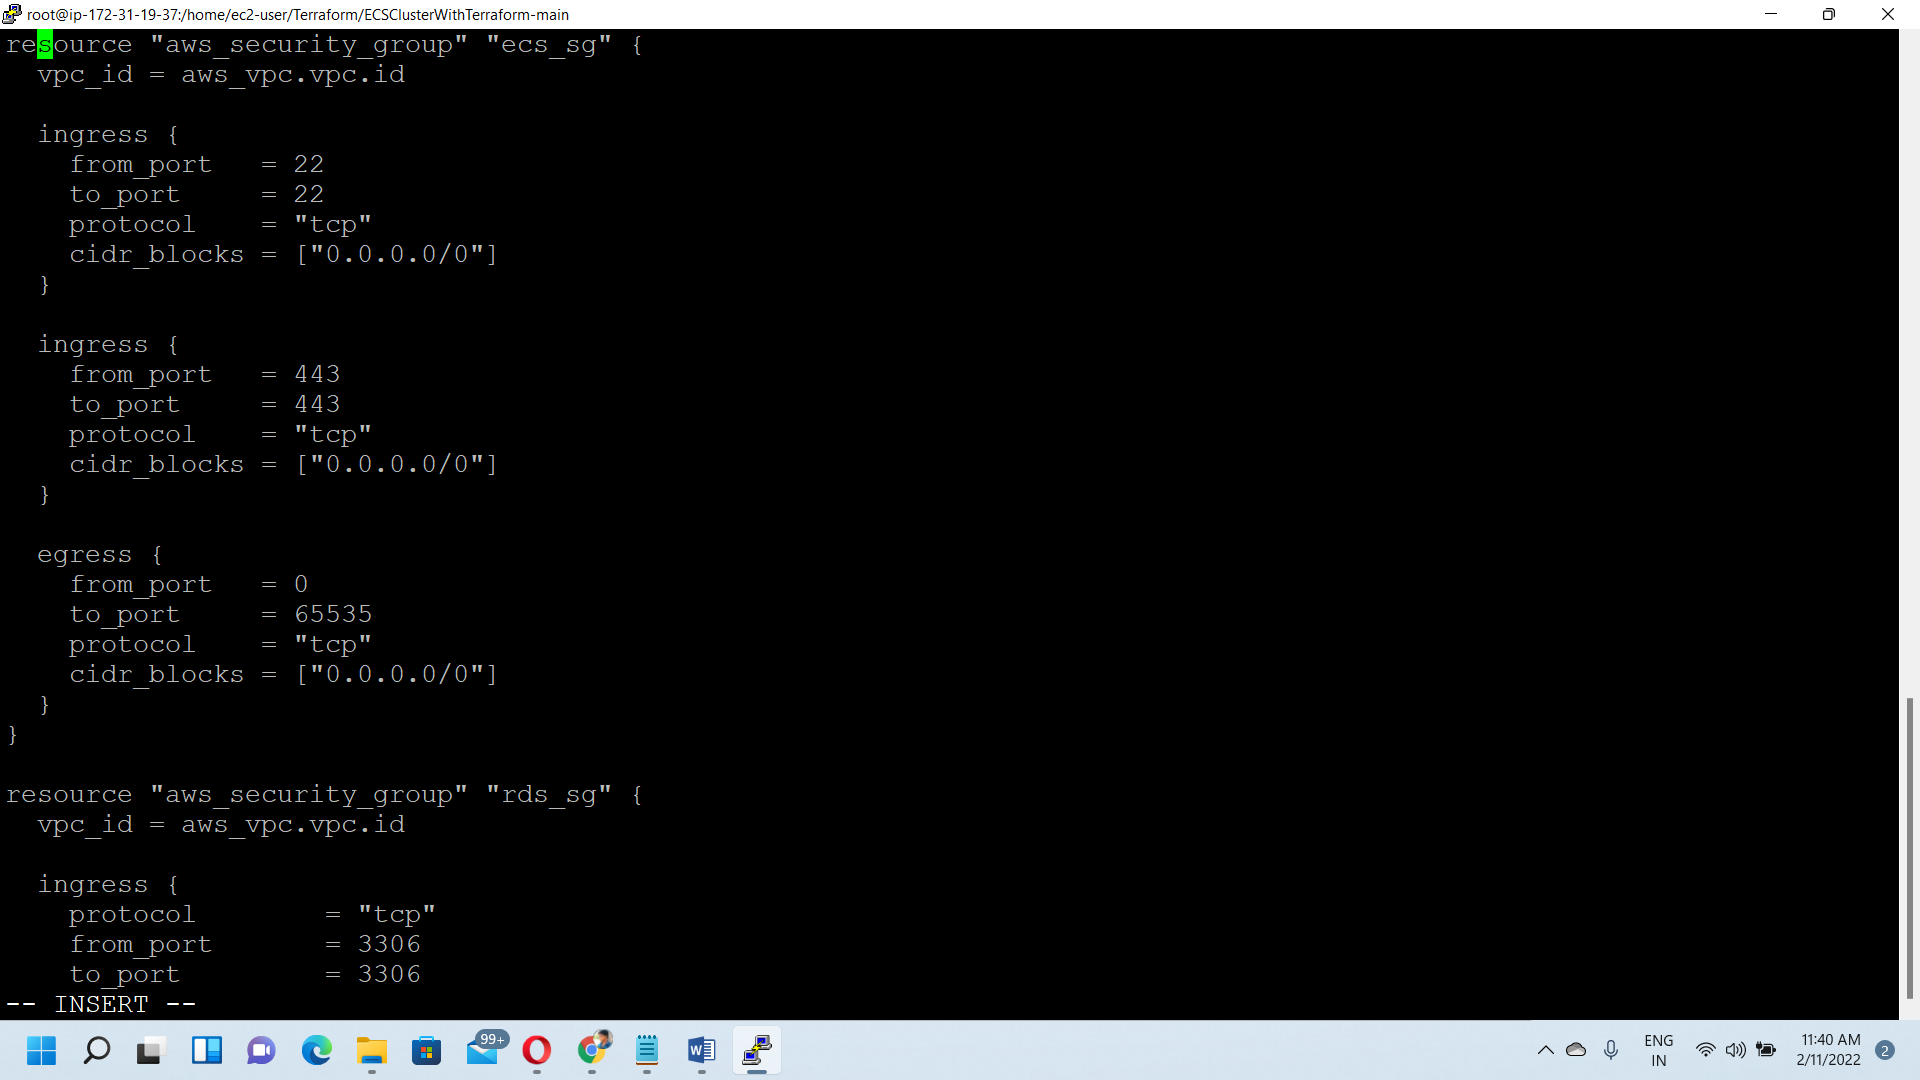 root@ip-172-31-19-37:/home/ec2-user/Terraform/ECSClusterWithTerraform-main
resource "aws_security_group" "ecs_sg" {
  vpc_id = aws_vpc.vpc.id

  ingress {
    from_port   = 22
    to_port     = 22
    protocol    = "tcp"
    cidr_blocks = ["0.0.0.0/0"]
  }

  ingress {
    from_port   = 443
    to_port     = 443
    protocol    = "tcp"
    cidr_blocks = ["0.0.0.0/0"]
  }

  egress {
    from_port   = 0
    to_port     = 65535
    protocol    = "tcp"
    cidr_blocks = ["0.0.0.0/0"]
  }
}

resource "aws_security_group" "rds_sg" {
  vpc_id = aws_vpc.vpc.id

  ingress {
    protocol        = "tcp"
    from_port       = 3306
    to_port         = 3306
-- INSERT --
99+
W
ENG
IN
11:40 AM
2/11/2022
2